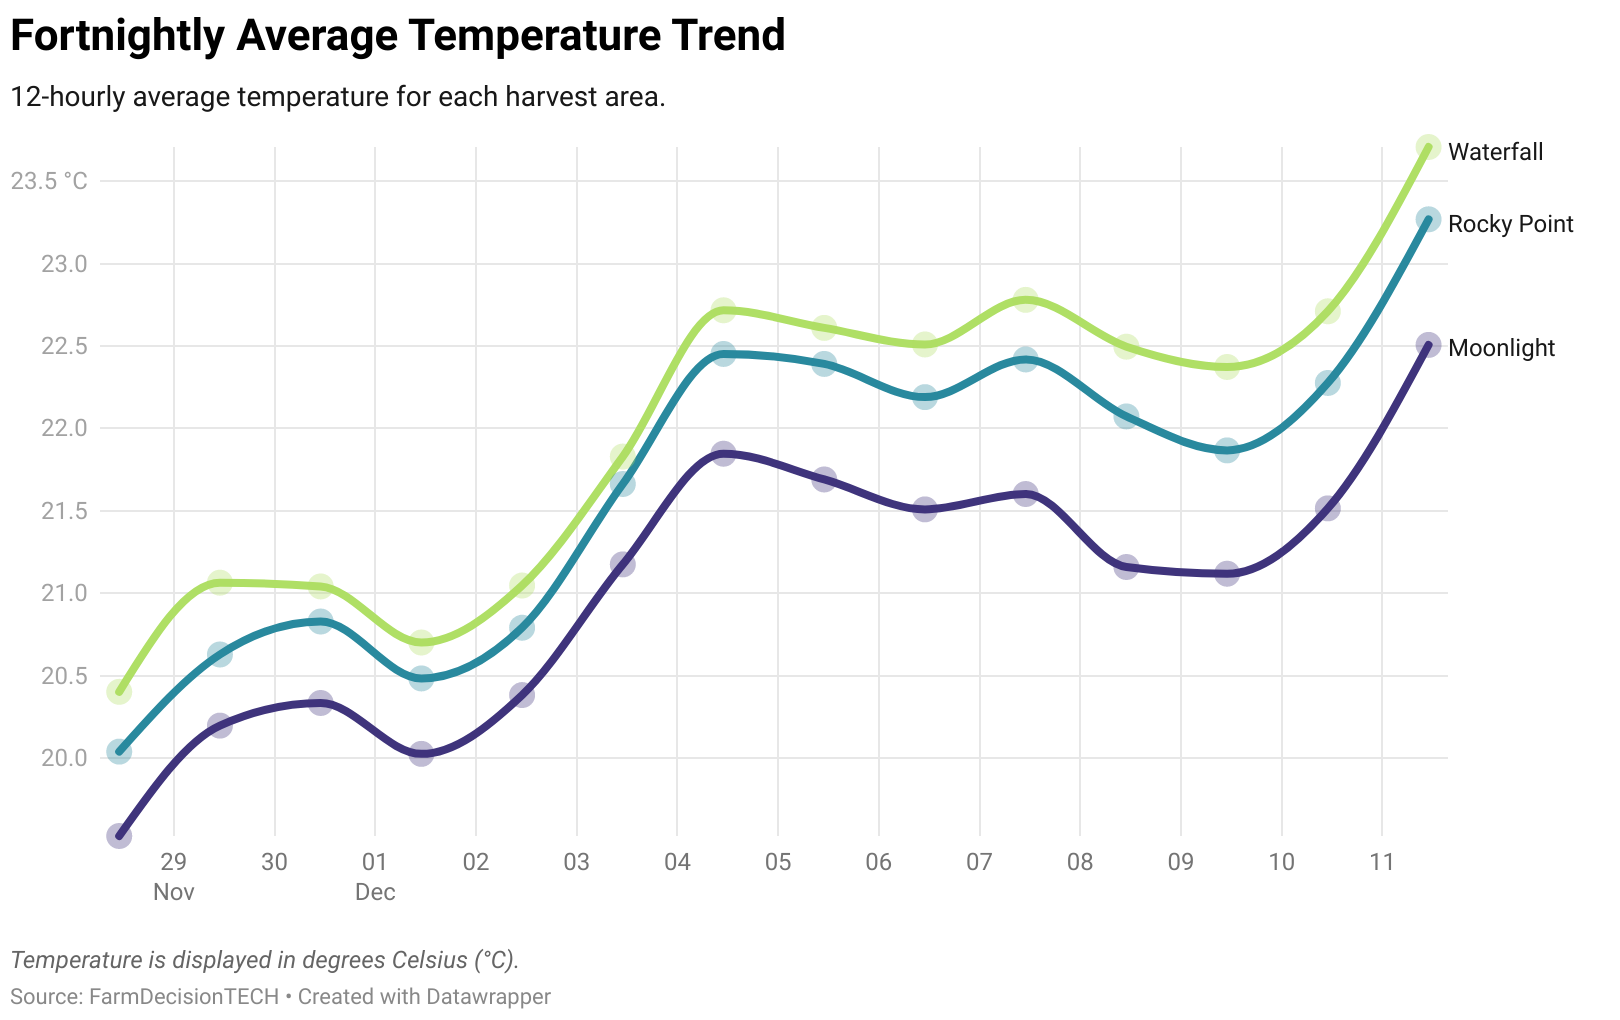 Fortnightly Average Temperature Trend
12-hourly average temperature for each harvest area.
Waterfall
23.5 °C
Rocky Point
23.0
22.5
Moonlight
22.0
21.5
21.0
20.5
20.0
29 30 01 02 03 04 05 06 07 08 09 10 11
Nov Dec
Temperature is displayed in degrees Celsius (°C).
Source: FarmDecisionTECH • Created with Datawrapper